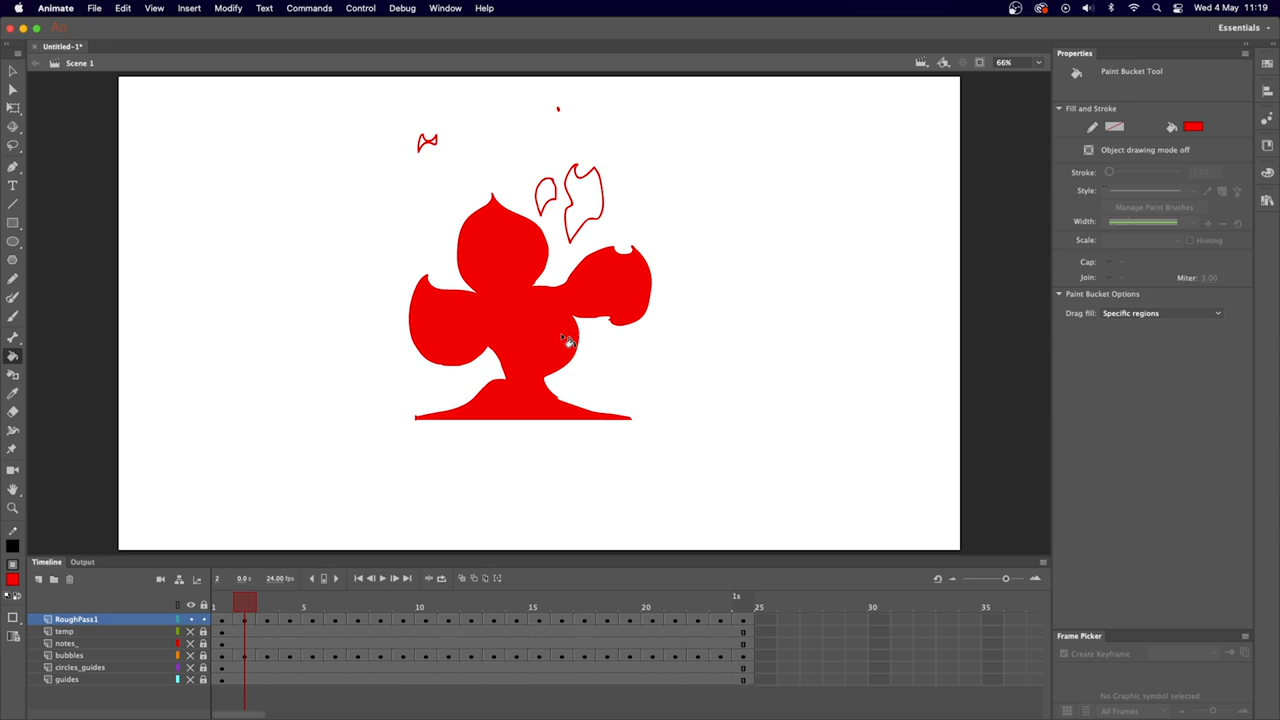 Animate File Edit View Insert Modify Text Commands Control Debug Window Help Wed 4 May 11:19
An Essentials
Untitled-1*
Scene 1 66%
Properties
Paint Bucket Tool
Fill and Stroke
Object drawing mode off
Stroke:
Style:
Manage Paint Brushes
Width:
Scale: Hinting
Cap:
Join: Miter: 3.00
Paint Bucket Options
Drag fill: Specific regions
Timeline Output
2 0.0 s 24.00 fps
1s
1 5 10 15 20 25 30 35
RoughPass1
temp
notes_
bubbles
circles_guides
guides
Frame Picker
Create Keyframe
No Graphic symbol selected
All Frames